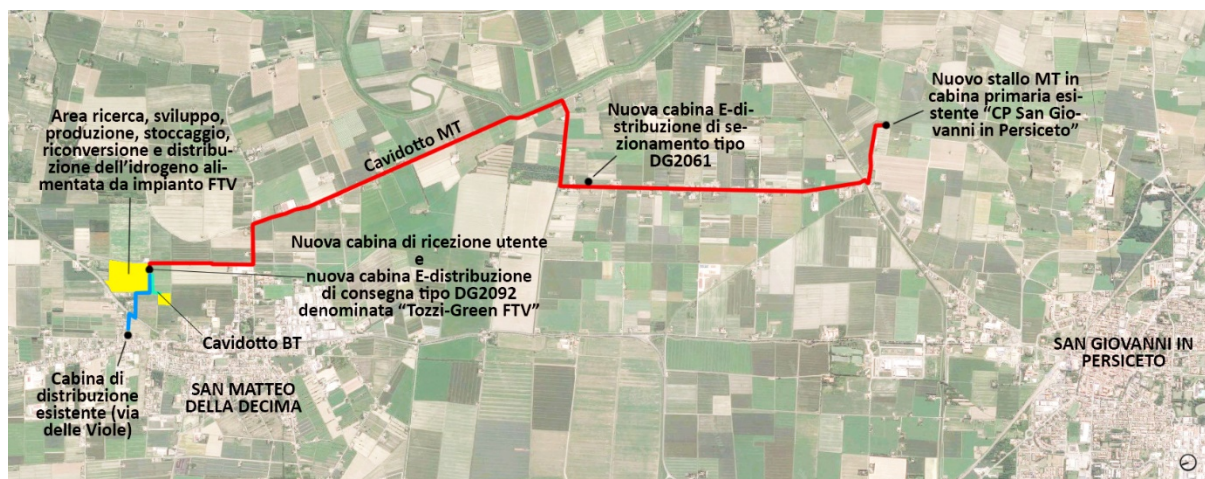 Area ricerca, sviluppo,
produzione, stoccaggio,
riconversione e distribu-
zione dell'idrogeno ali-
mentata da impianto FTV
Cavidotto MT
Nuova cabina E-di-
stribuzione di se-
zionamento tipo
DG2061
Nuovo stallo MT in
cabina primaria esi-
stente “CP San Gio-
vanni in Persiceto”
Nuova cabina di ricezione utente
e
nuova cabina E-distribuzione
di consegna tipo DG2092
denominata “Tozzi-Green FTV”
Cavidotto BT
Cabina di
distribuzione
esistente (via
delle Viole)
SAN MATTEO
DELLA DECIMA
SAN GIOVANNI IN
PERSICETO